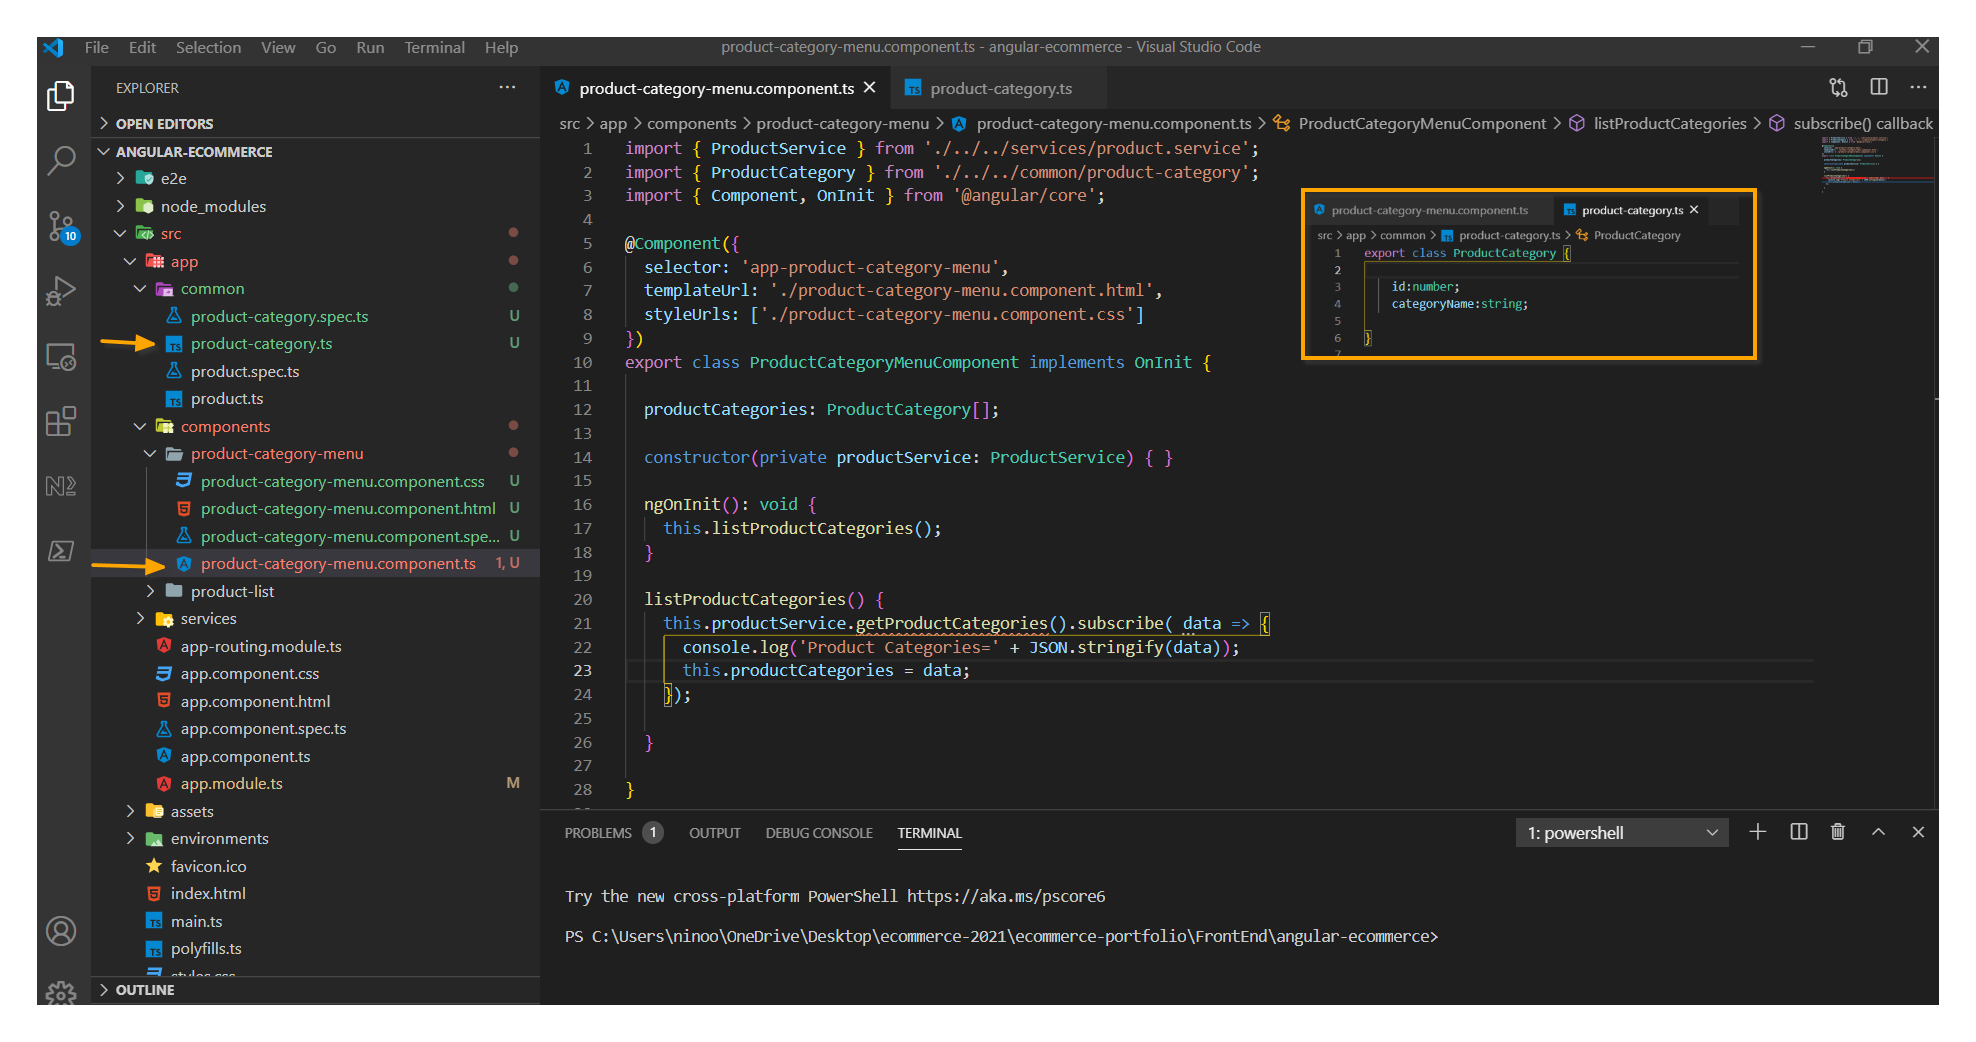 File Edit Selection View Go Run Terminal Help
product-category-menu.component.ts - angular-ecommerce - Visual Studio Code
EXPLORER
OPEN EDITORS
ANGULAR-ECOMMERCE
e2e
node_modules
src
app
common
product-category.spec.ts U
product-category.ts U
product.spec.ts
product.ts
components
product-category-menu
product-category-menu.component.css U
product-category-menu.component.html U
product-category-menu.component.spe... U
product-category-menu.component.ts 1, U
product-list
services
app-routing.module.ts
app.component.css
app.component.html
app.component.spec.ts
app.component.ts
app.module.ts M
assets
environments
favicon.ico
index.html
main.ts
polyfills.ts
styles.css
OUTLINE
10
product-category-menu.component.ts product-category.ts
src > app > components > product-category-menu > product-category-menu.component.ts > ProductCategoryMenuComponent > listProductCategories > subscribe() callback
1 import { ProductService } from './../../services/product.service';
2 import { ProductCategory } from './../../common/product-category';
3 import { Component, OnInit } from '@angular/core';
4
5 @Component({
6 selector: 'app-product-category-menu',
7 templateUrl: './product-category-menu.component.html',
8 styleUrls: ['./product-category-menu.component.css']
9 })
10 export class ProductCategoryMenuComponent implements OnInit {
11
12 productCategories: ProductCategory[];
13
14 constructor(private productService: ProductService) { }
15
16 ngOnInit(): void {
17 this.listProductCategories();
18 }
19
20 listProductCategories() {
21 this.productService.getProductCategories().subscribe( data => {
22 console.log('Product Categories=' + JSON.stringify(data));
23 this.productCategories = data;
24 });
25
26 }
27
28 }
product-category-menu.component.ts product-category.ts
src > app > common > product-category.ts > ProductCategory
1 export class ProductCategory {
2
3 id:number;
4 categoryName:string;
5
6 }
7
PROBLEMS 1 OUTPUT DEBUG CONSOLE TERMINAL
1: powershell
Try the new cross-platform PowerShell https://aka.ms/pscore6
PS C:\Users\ninoo\OneDrive\Desktop\ecommerce-2021\ecommerce-portfolio\FrontEnd\angular-ecommerce>